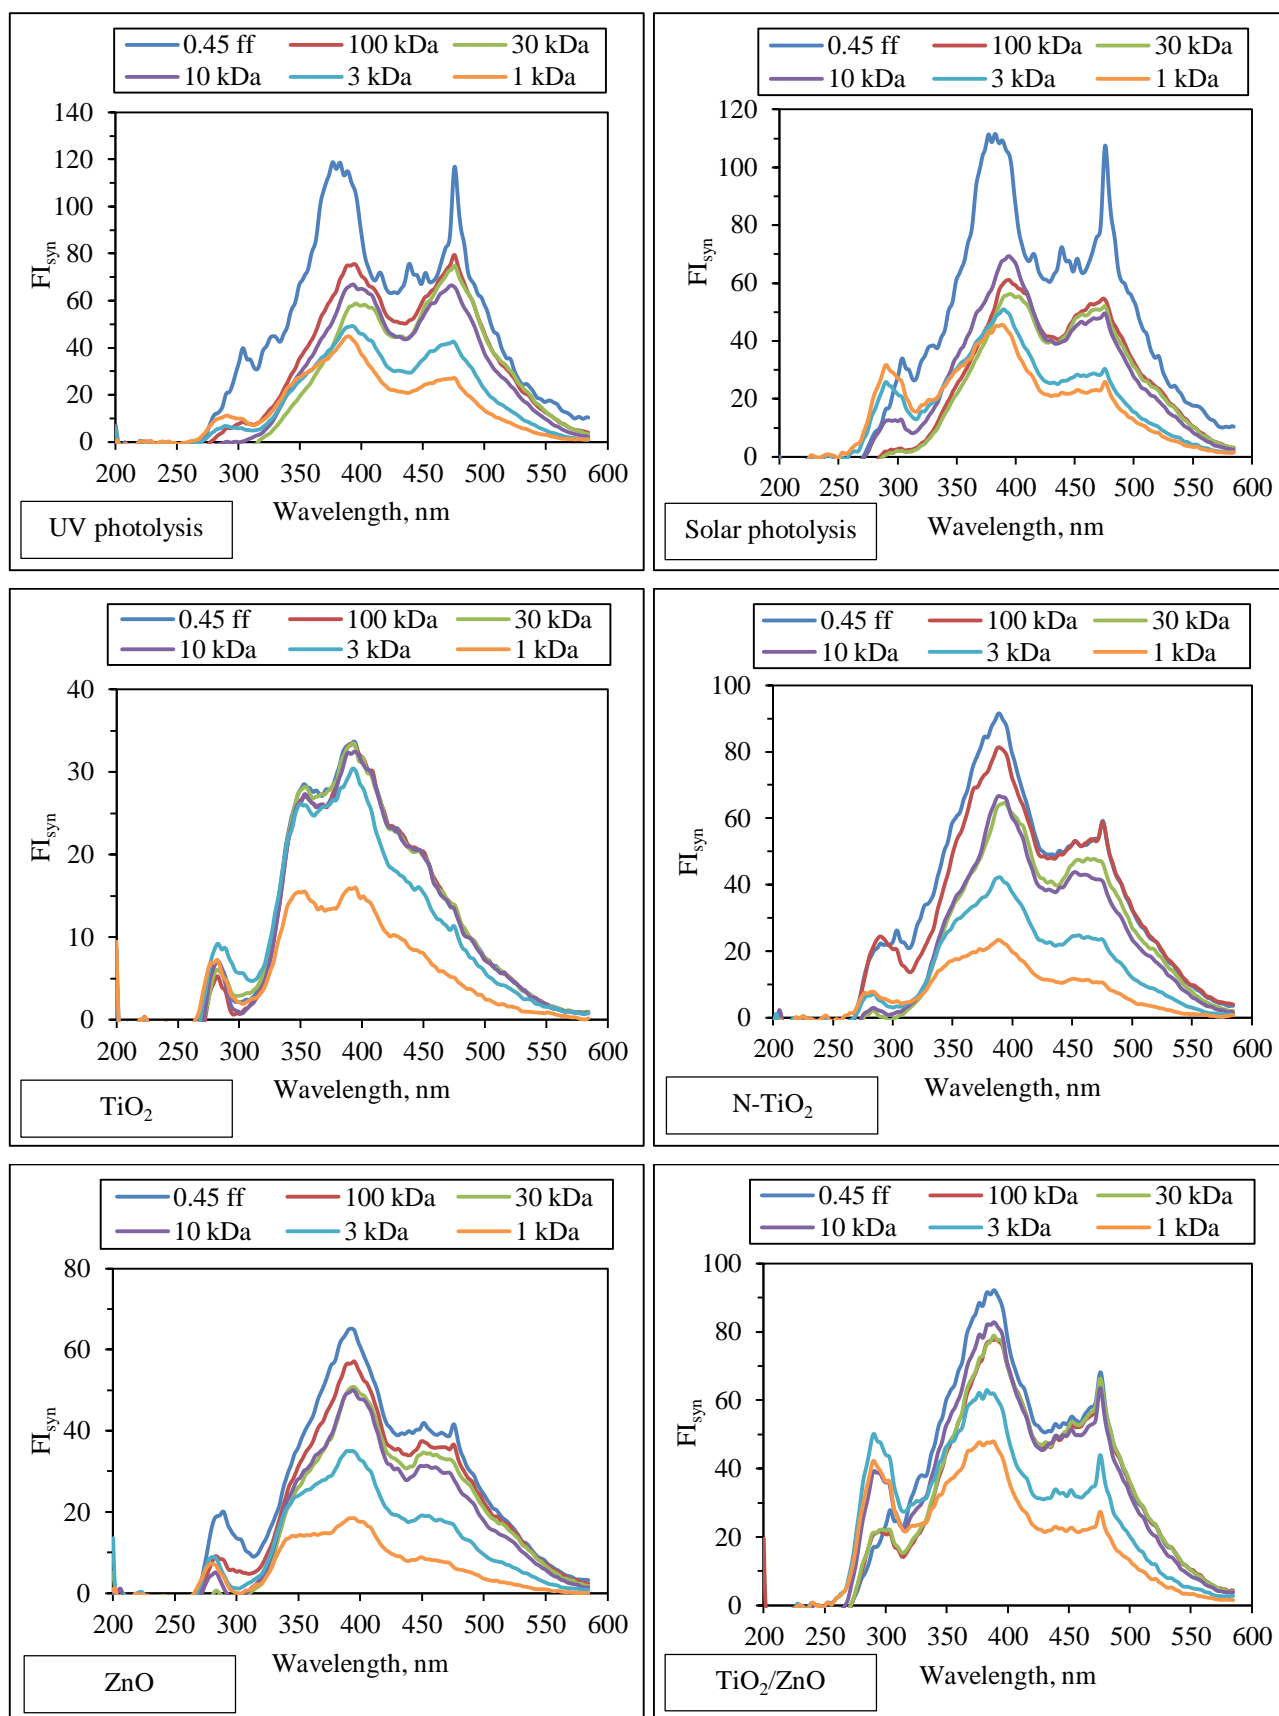 0.45 ff 100 kDa 30 kDa
10 kDa 3 kDa 1 kDa
140
120
100
80
60
40
20
0
FIsyn
200 250 300 350 400 450 500 550 600
Wavelength, nm
UV photolysis
0.45 ff 100 kDa 30 kDa
10 kDa 3 kDa 1 kDa
120
100
80
60
40
20
0
FIsyn
200 250 300 350 400 450 500 550 600
Wavelength, nm
Solar photolysis
0.45 ff 100 kDa 30 kDa
10 kDa 3 kDa 1 kDa
40
30
20
10
0
FIsyn
200 250 300 350 400 450 500 550 600
Wavelength, nm
TiO2
0.45 ff 100 kDa 30 kDa
10 kDa 3 kDa 1 kDa
100
80
60
40
20
0
FIsyn
200 250 300 350 400 450 500 550 600
Wavelength, nm
N-TiO2
0.45 ff 100 kDa 30 kDa
10 kDa 3 kDa 1 kDa
80
60
40
20
0
FIsyn
200 250 300 350 400 450 500 550 600
Wavelength, nm
ZnO
0.45 ff 100 kDa 30 kDa
10 kDa 3 kDa 1 kDa
100
80
60
40
20
0
FIsyn
200 250 300 350 400 450 500 550 600
Wavelength, nm
TiO2/ZnO